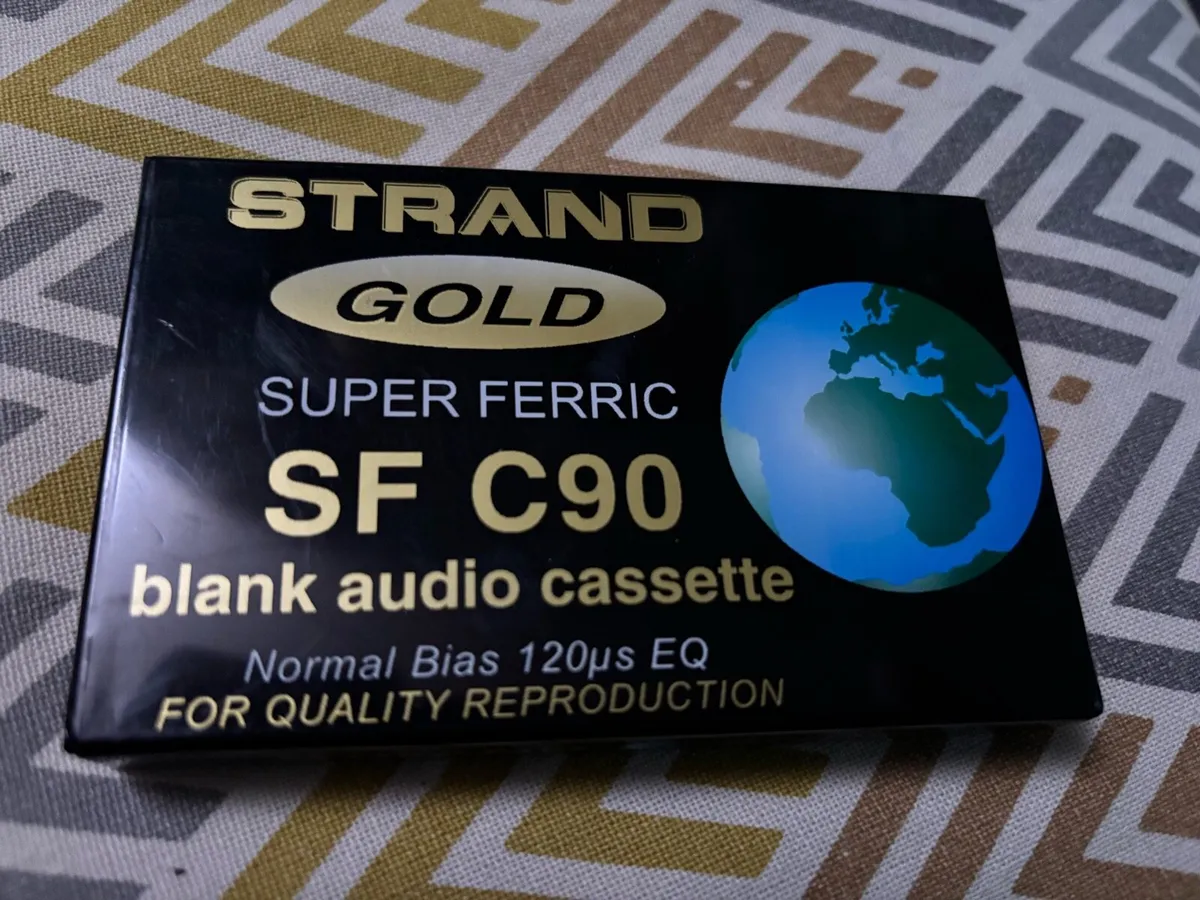 STRAND
GOLD
SUPER FERRIC
SF C90
blank audio cassette
Normal Bias 120µs EQ
FOR QUALITY REPRODUCTION